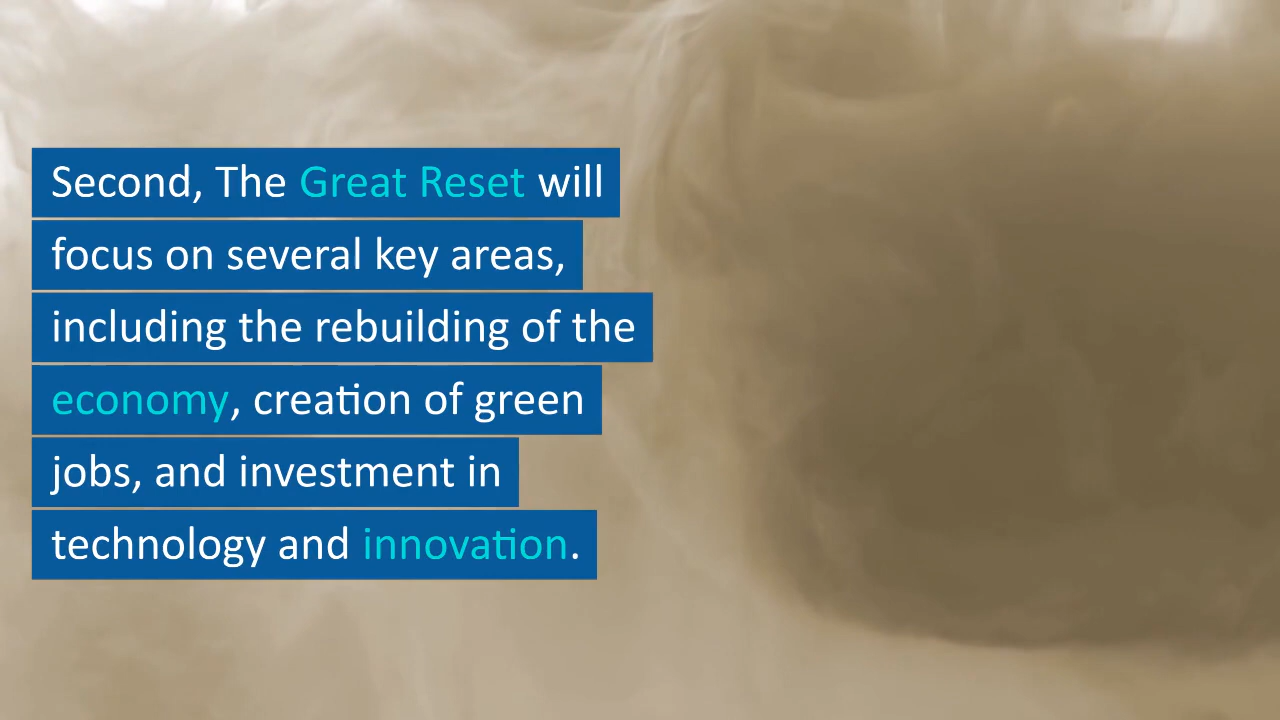 Second, The Great Reset will
focus on several key areas,
including the rebuilding of the
economy, creation of green
jobs, and investment in
technology and innovation.